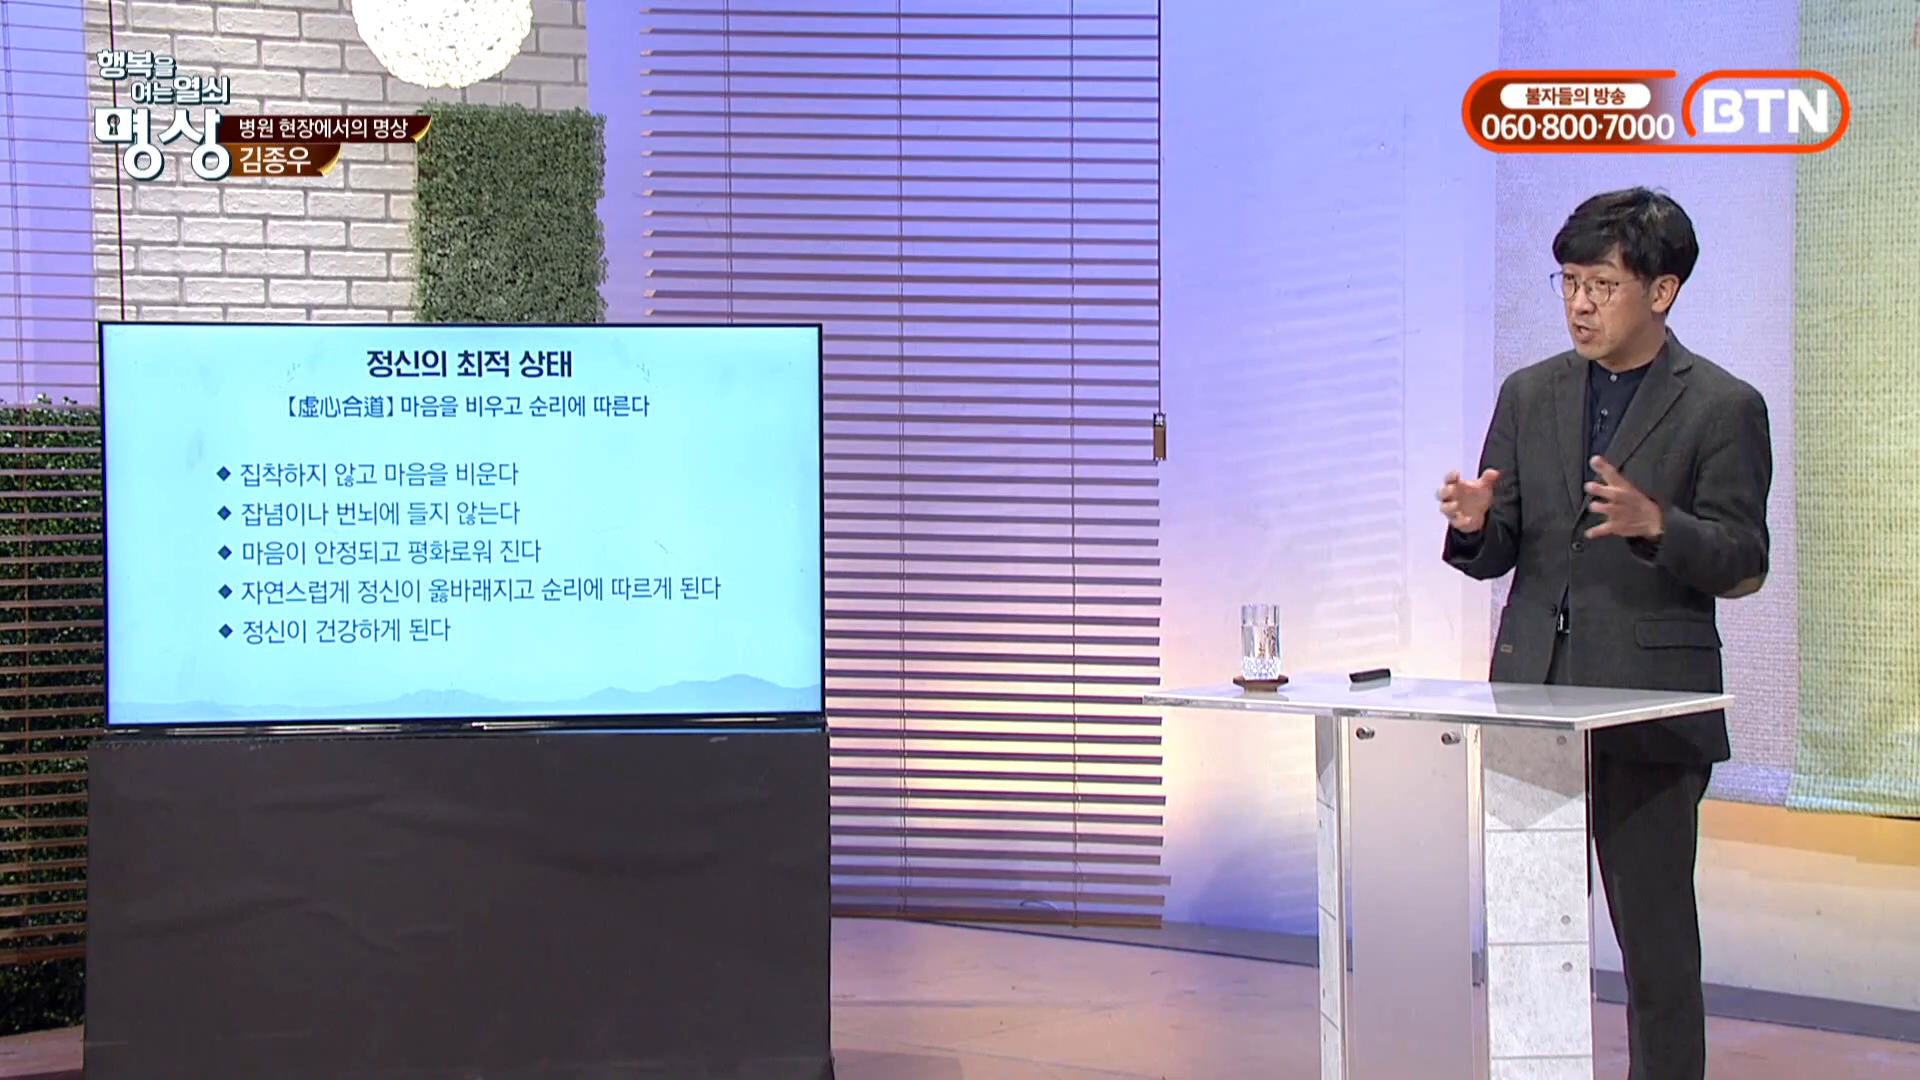 행복을
여는 열쇠
명상
병원 현장에서의 명상
김종우
불자들의 방송
060·800·7000
BTN
정신의 최적 상태
【虛心合道】 마음을 비우고 순리에 따른다
❖ 집착하지 않고 마음을 비운다
❖ 잡념이나 번뇌에 들지 않는다
❖ 마음이 안정되고 평화로워 진다
❖ 자연스럽게 정신이 옳바래지고 순리에 따르게 된다
❖ 정신이 건강하게 된다